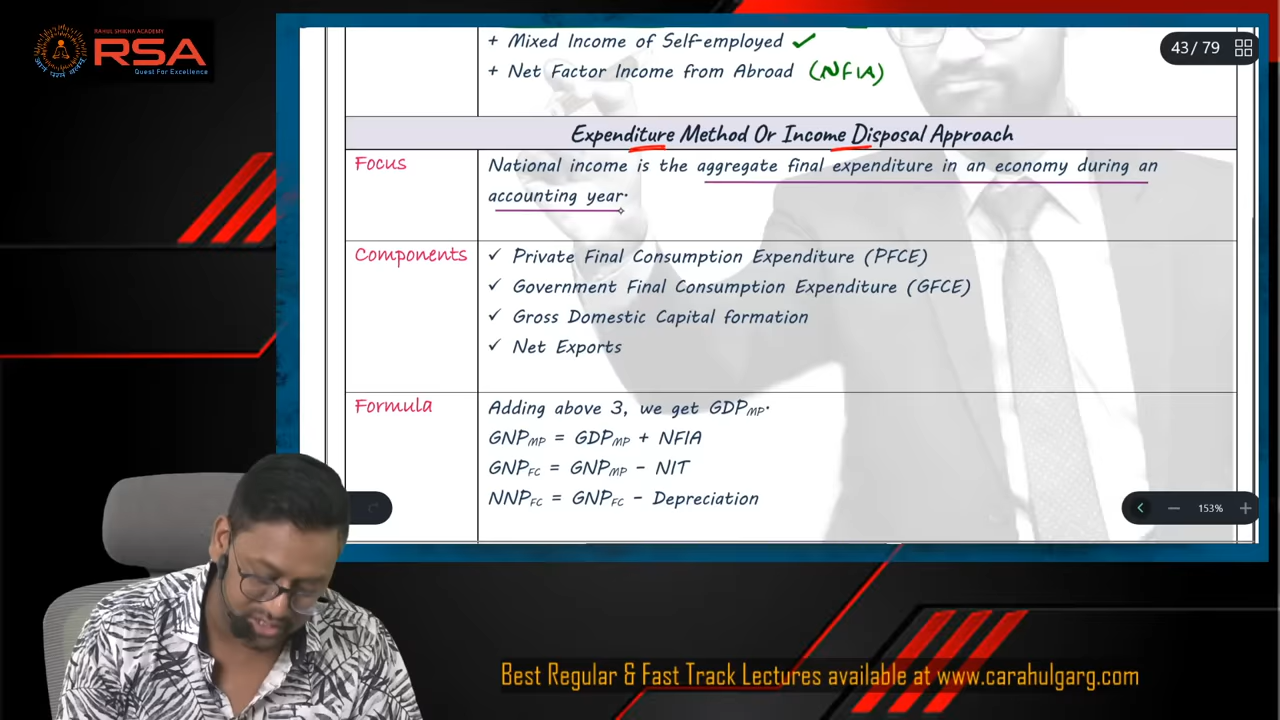 RAHUL SHIKHA ACADEMY
RSA
Quest For Excellence
+ Mixed Income of Self-employed ✓
+ Net Factor Income from Abroad (NFIA)
43 / 79
Expenditure Method Or Income Disposal Approach
Focus
National income is the aggregate final expenditure in an economy during an
accounting year.
Components
✓ Private Final Consumption Expenditure (PFCE)
✓ Government Final Consumption Expenditure (GFCE)
✓ Gross Domestic Capital formation
✓ Net Exports
Formula
Adding above 3, we get GDPMP.
GNPMP = GDPMP + NFIA
GNPFC = GNPMP - NIT
NNPFC = GNPFC - Depreciation
153%
Best Regular & Fast Track Lectures available at www.carahulgarg.com